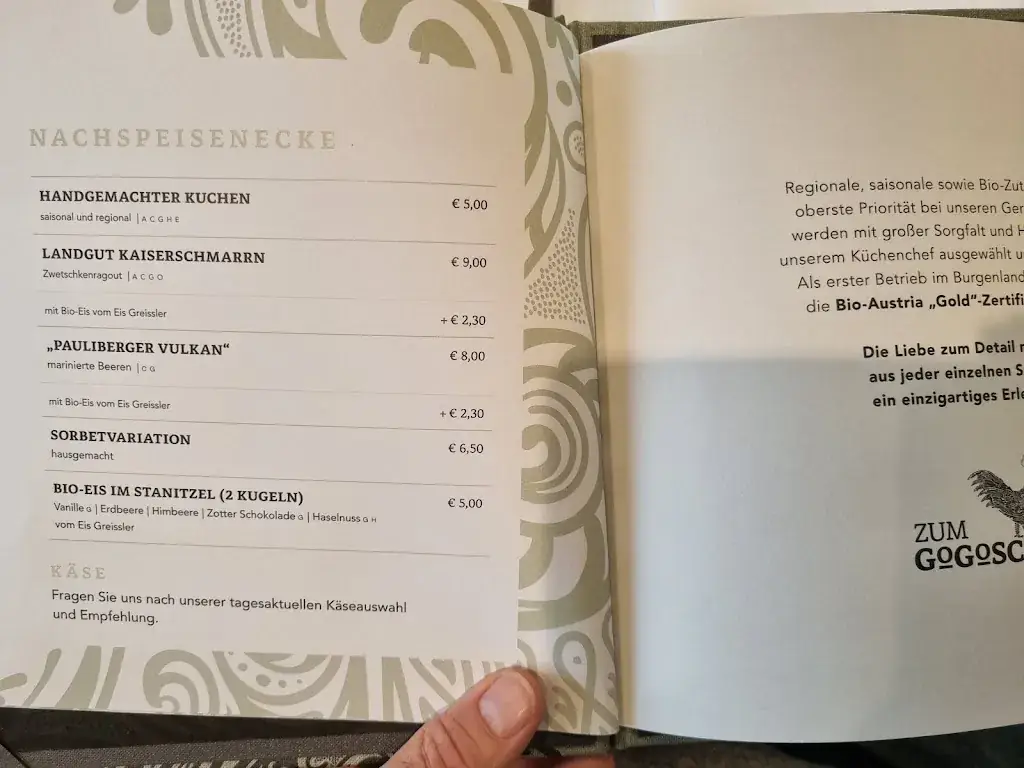 NACHSPEISENECKE
HANDGEMACHTER KUCHEN € 5,00
saisonal und regional | A C G H E
LANDGUT KAISERSCHMARRN € 9,00
Zwetschkenragout | A C G O
mit Bio-Eis vom Eis Greissler + € 2,30
„PAULIBERGER VULKAN“ € 8,00
marinierte Beeren | C G
mit Bio-Eis vom Eis Greissler + € 2,30
SORBETVARIATION € 6,50
hausgemacht
BIO-EIS IM STANITZEL (2 KUGELN) € 5,00
Vanille G | Erdbeere | Himbeere | Zotter Schokolade G | Haselnuss G H
vom Eis Greissler
KÄSE
Fragen Sie uns nach unserer tagesaktuellen Käseauswahl
und Empfehlung.
Regionale, saisonale sowie Bio-Zut
oberste Priorität bei unseren Ger
werden mit großer Sorgfalt und H
unserem Küchenchef ausgewählt u
Als erster Betrieb im Burgenland
die Bio-Austria „Gold“-Zertifi
Die Liebe zum Detail
aus jeder einzelnen S
ein einzigartiges Erle
ZUM
GOGOSC